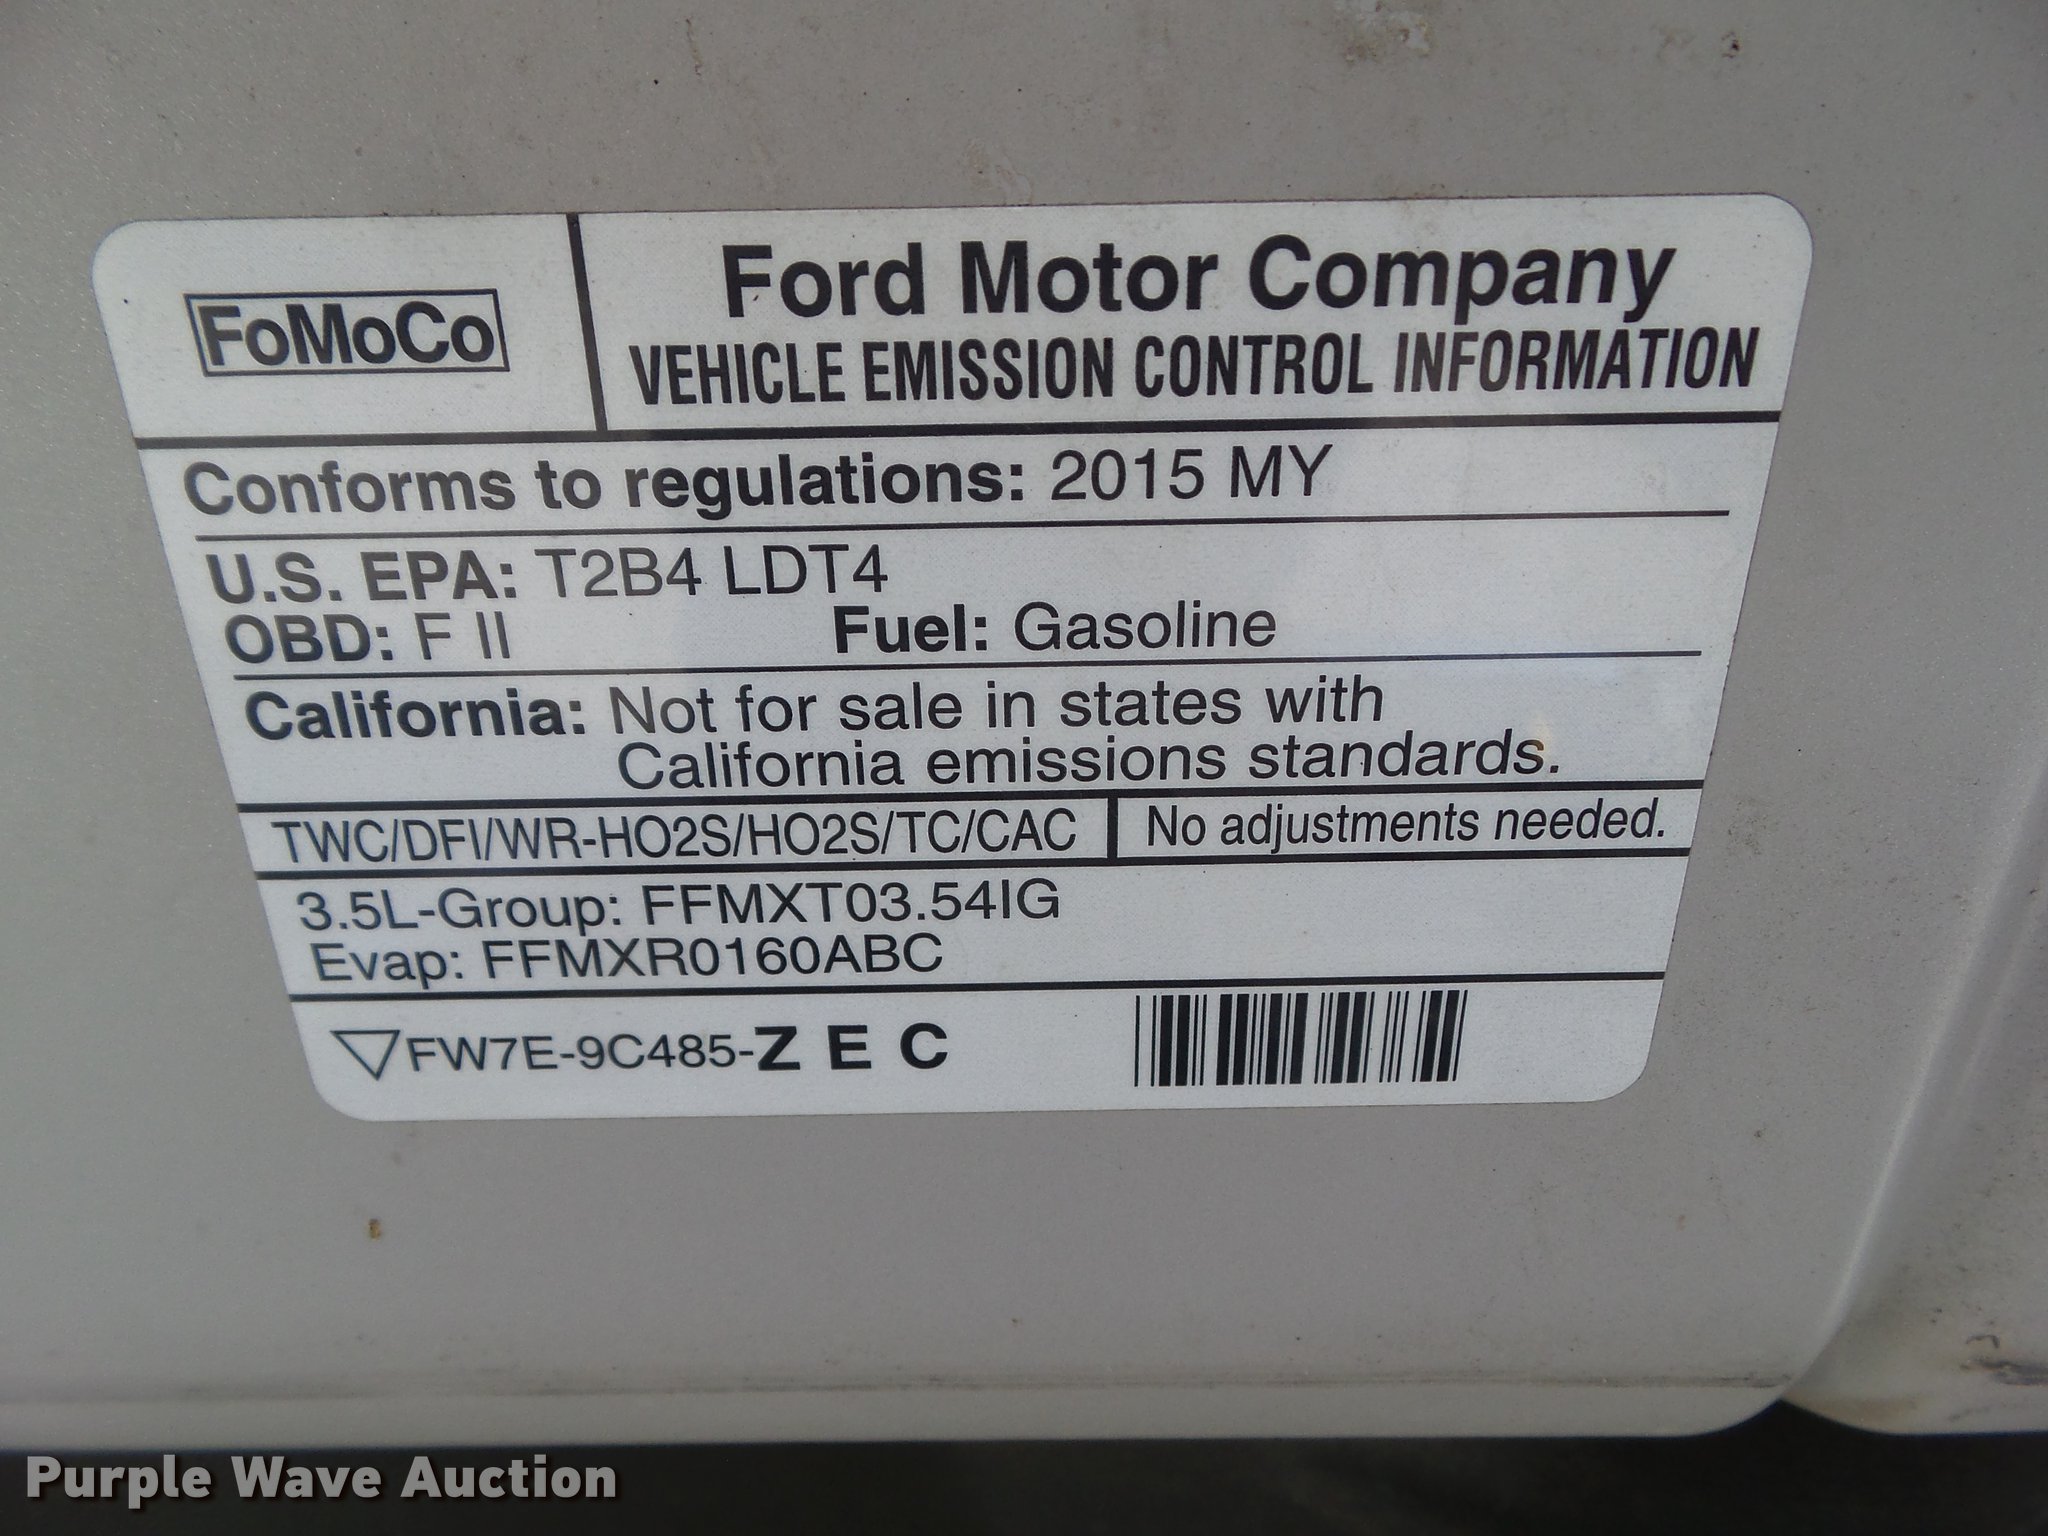 FoMoCo
Ford Motor Company
VEHICLE EMISSION CONTROL INFORMATION
Conforms to regulations: 2015 MY
U.S. EPA: T2B4 LDT4
OBD: F II Fuel: Gasoline
California: Not for sale in states with
California emissions standards.
TWC/DFI/WR-HO2S/HO2S/TC/CAC No adjustments needed.
3.5L-Group: FFMXT03.54IG
Evap: FFMXR0160ABC
FW7E-9C485-Z E C
Purple Wave Auction